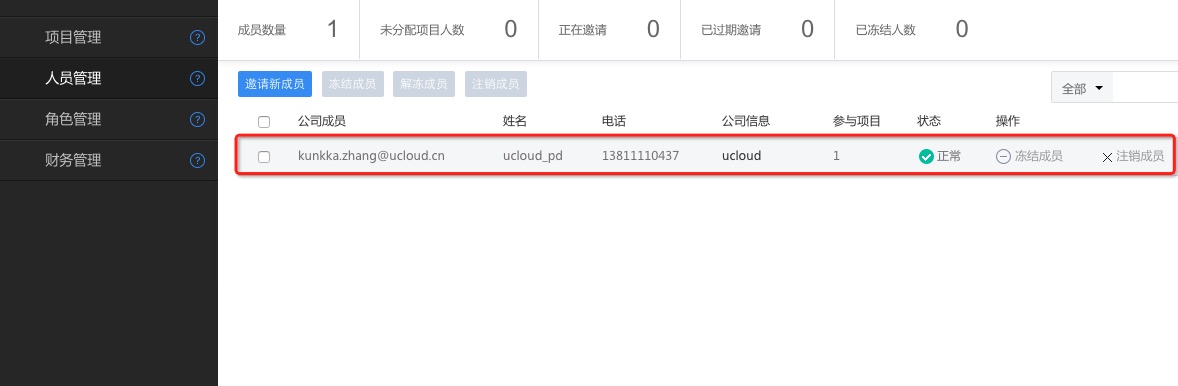 成员数量 1 未分配项目人数 0 正在邀请 0 已过期邀请 0 已冻结人数 0
项目管理 ?
人员管理 ?
角色管理 ?
财务管理 ?
邀请新成员 冻结成员 解冻成员 注销成员
全部
公司成员 姓名 电话 公司信息 参与项目 状态 操作
kunkka.zhang@ucloud.cn ucloud_pd 13811110437 ucloud 1 正常 冻结成员 注销成员